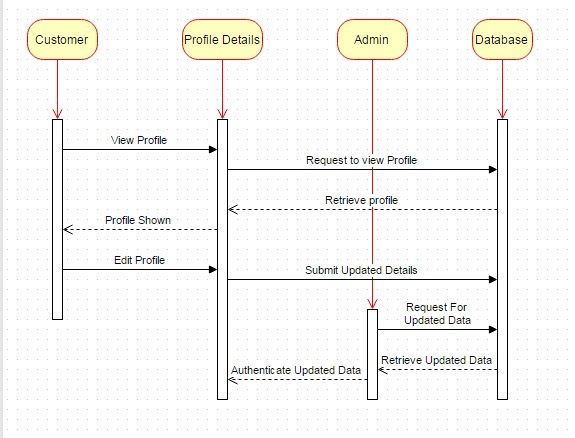 Customer
Profile Details
Admin
Database
View Profile
Request to view Profile
Retrieve profile
Profile Shown
Edit Profile
Submit Updated Details
Request For
Updated Data
Retrieve Updated Data
Authenticate Updated Data